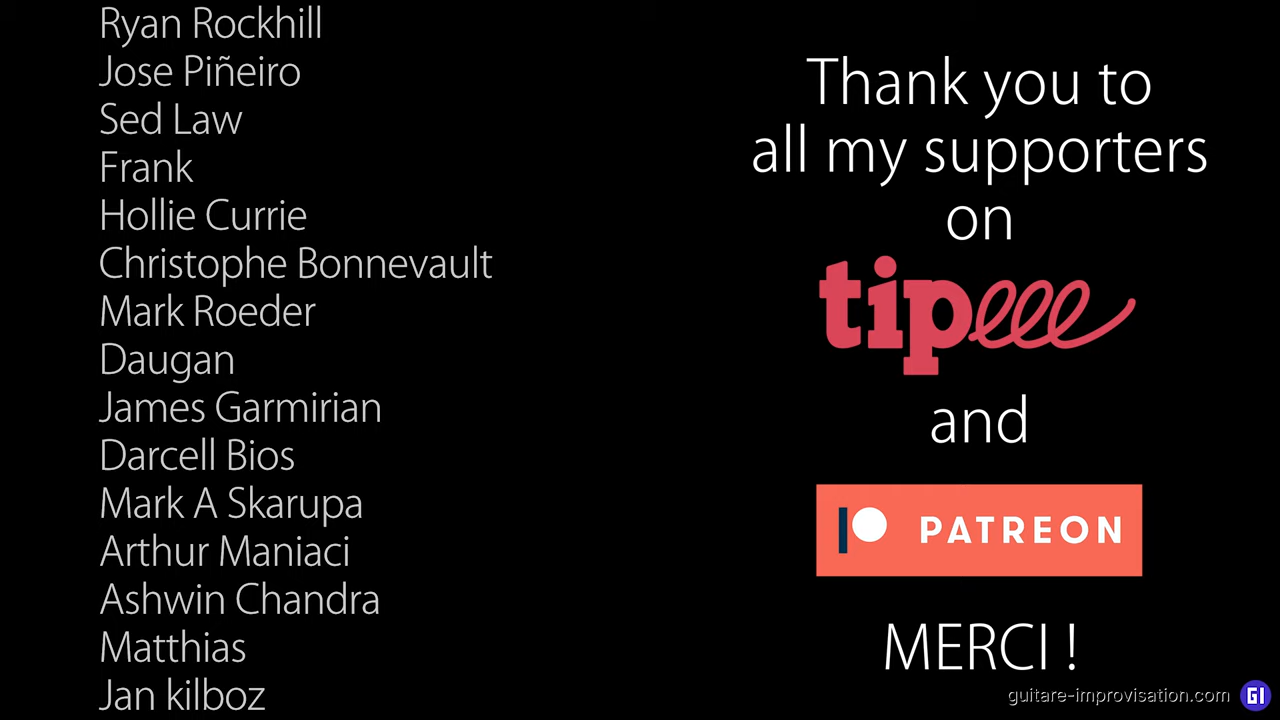 Ryan Rockhill
Jose Piñeiro
Sed Law
Frank
Hollie Currie
Christophe Bonnevault
Mark Roeder
Daugan
James Garmirian
Darcell Bios
Mark A Skarupa
Arthur Maniaci
Ashwin Chandra
Matthias
Jan kilboz
Thank you to
all my supporters
on
tipeee
and
PATREON
MERCI !
guitare-improvisation.com GI